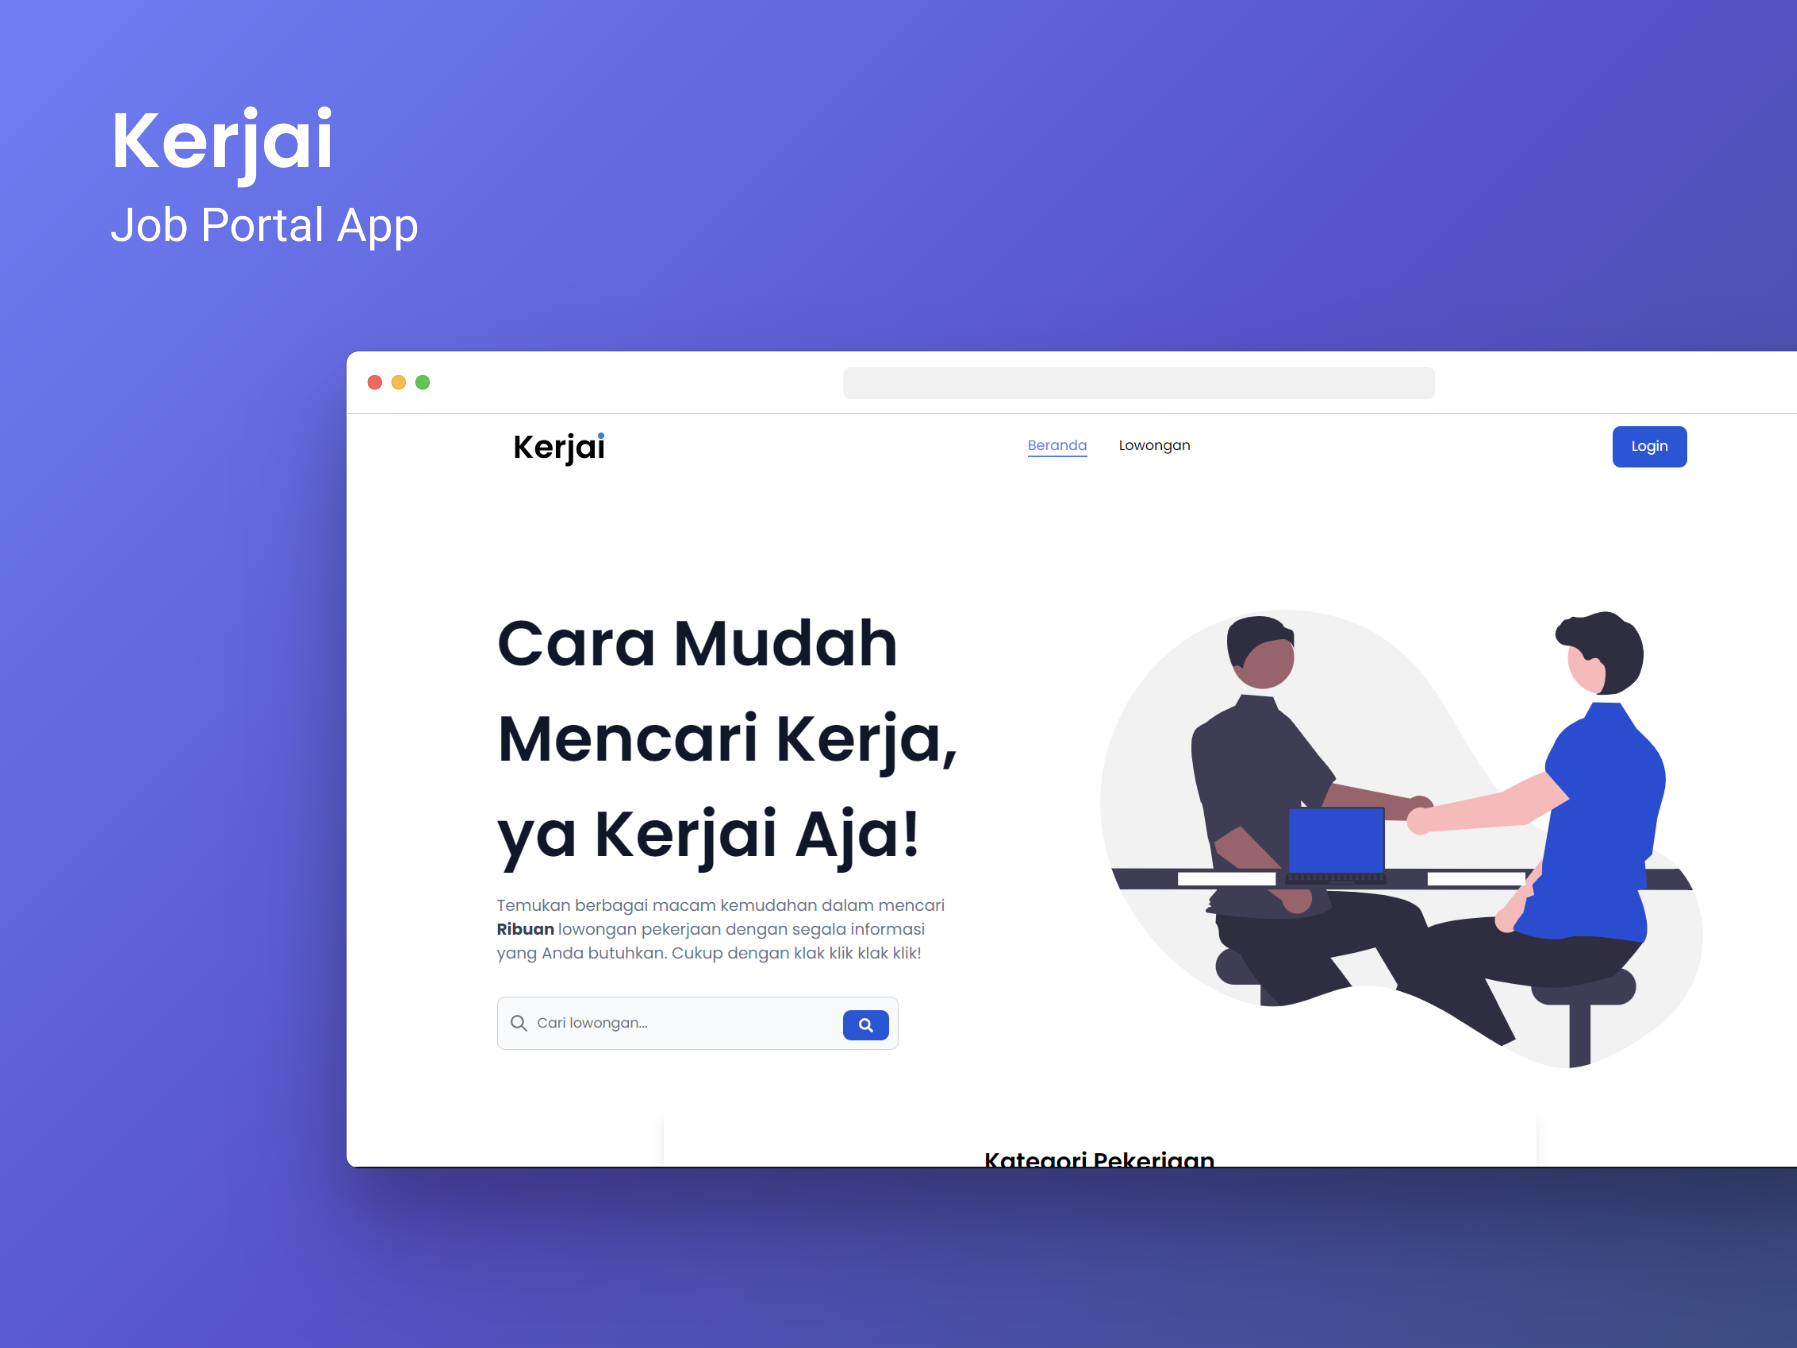 Kerjai
Job Portal App
Kerjai
Beranda
Lowongan
Login
Cara Mudah
Mencari Kerja,
ya Kerjai Aja!
Temukan berbagai macam kemudahan dalam mencari
Ribuan lowongan pekerjaan dengan segala informasi
yang Anda butuhkan. Cukup dengan klak klik klak klik!
Cari lowongan...
Kategori Pekerjaan